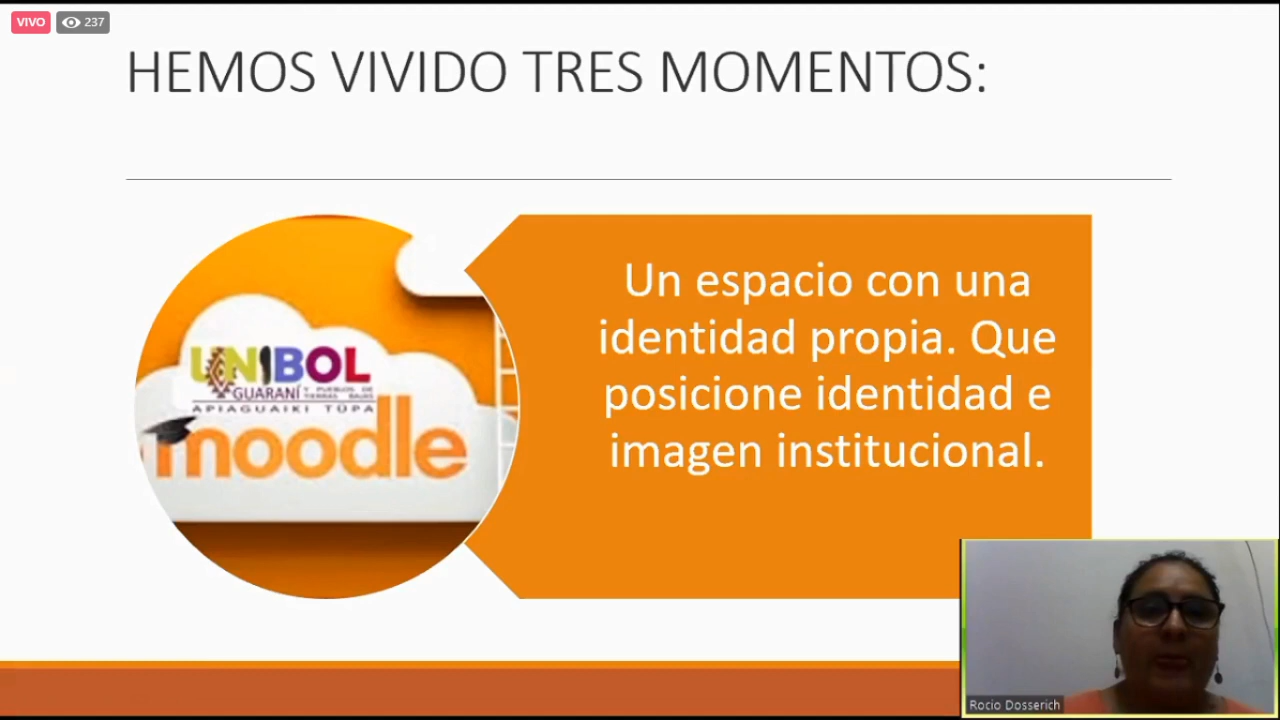 VIVO 237
HEMOS VIVIDO TRES MOMENTOS:
UNIBOL
GUARANÍ Y PUEBLOS DE
TIERRAS BAJAS
APIAGUAIKI TÜPA
moodle
Un espacio con una
identidad propia. Que
posicione identidad e
imagen institucional.
Rocio Dosserich